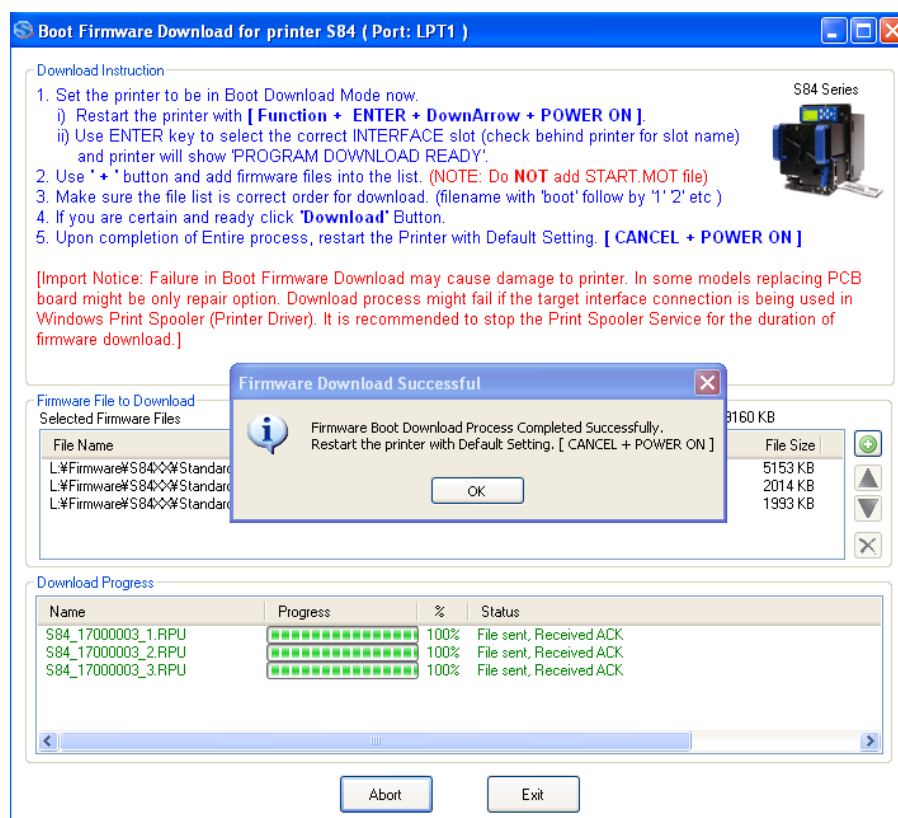 Boot Firmware Download for printer S84 ( Port: LPT1 )
Download Instruction
S84 Series
1. Set the printer to be in Boot Download Mode now.
i) Restart the printer with [ Function + ENTER + DownArrow + POWER ON ].
ii) Use ENTER key to select the correct INTERFACE slot (check behind printer for slot name)
and printer will show 'PROGRAM DOWNLOAD READY'.
2. Use ' + ' button and add firmware files into the list. (NOTE: Do NOT add START.MOT file)
3. Make sure the file list is correct order for download. (filename with 'boot' follow by '1' '2' etc )
4. If you are certain and ready click 'Download' Button.
5. Upon completion of Entire process, restart the Printer with Default Setting. [ CANCEL + POWER ON ]
[Import Notice: Failure in Boot Firmware Download may cause damage to printer. In some models replacing PCB
board might be only repair option. Download process might fail if the target interface connection is being used in
Windows Print Spooler (Printer Driver). It is recommended to stop the Print Spooler Service for the duration of
firmware download.]
Firmware Download Successful
Firmware Boot Download Process Completed Successfully.
Restart the printer with Default Setting. [ CANCEL + POWER ON ]
OK
Firmware File to Download
Selected Firmware Files
9160 KB
File Name
File Size
L:¥Firmware¥S84XX¥Standard
5153 KB
L:¥Firmware¥S84XX¥Standard
2014 KB
L:¥Firmware¥S84XX¥Standard
1993 KB
Download Progress
Name Progress % Status
S84_17000003_1.RPU 100% File sent, Received ACK
S84_17000003_2.RPU 100% File sent, Received ACK
S84_17000003_3.RPU 100% File sent, Received ACK
Abort Exit